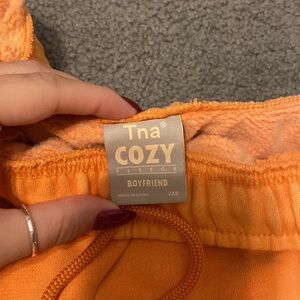 Tna®
COZY
FLEECE
BOYFRIEND
2XS